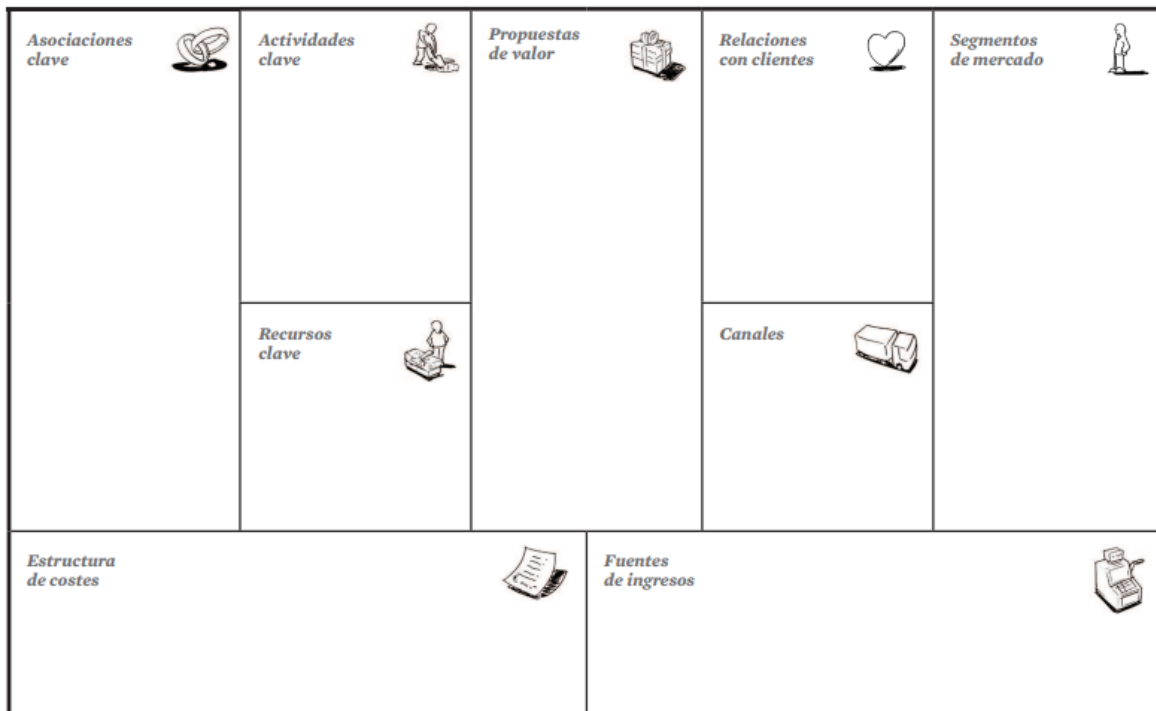 Asociaciones
clave
Actividades
clave
Propuestas
de valor
Relaciones
con clientes
Segmentos
de mercado
Recursos
clave
Canales
Estructura
de costes
Fuentes
de ingresos